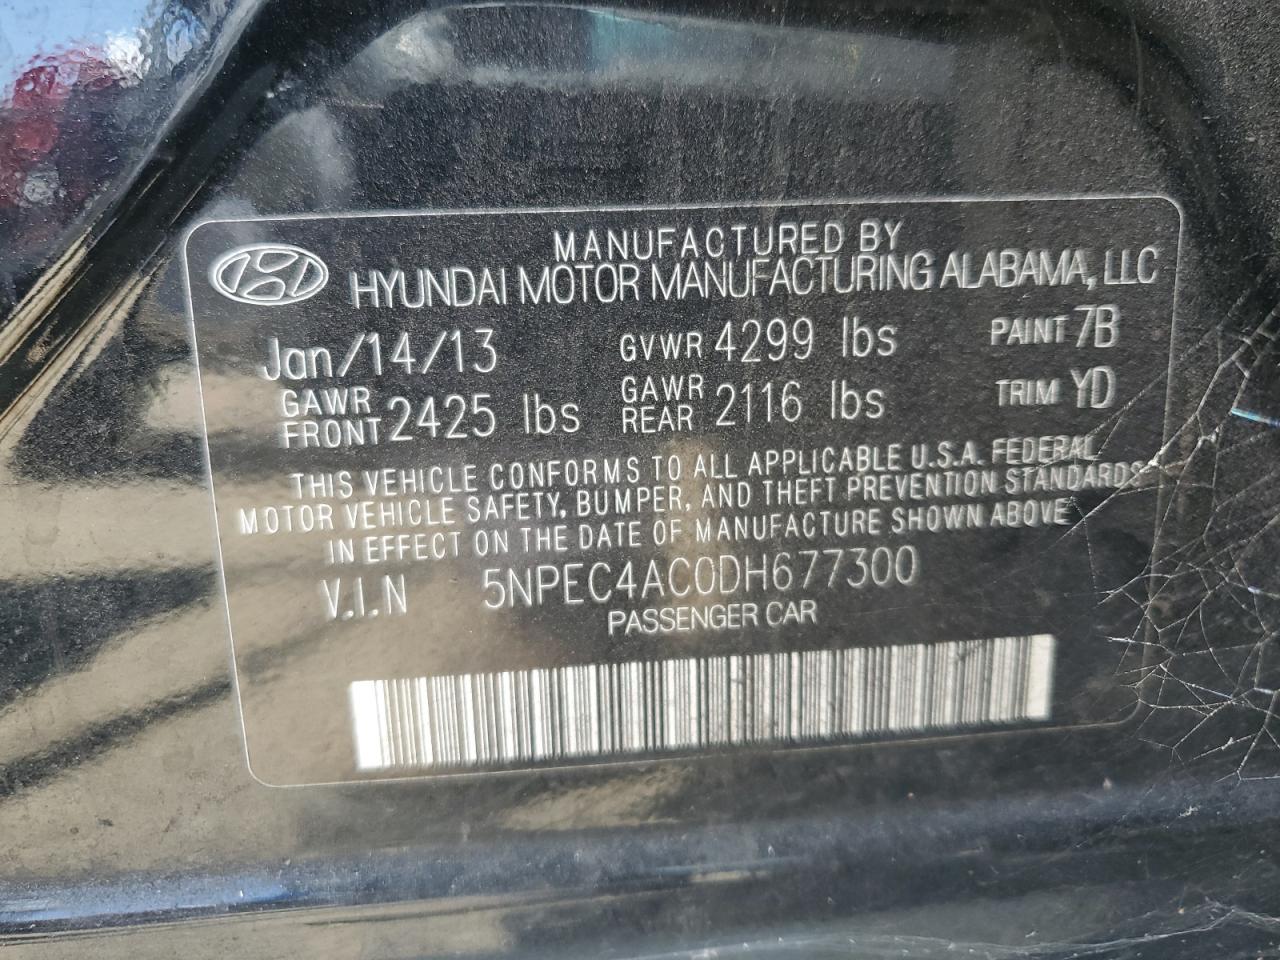 MANUFACTURED BY
HYUNDAI MOTOR MANUFACTURING ALABAMA, LLC
Jan/14/13 GVWR 4299 lbs PAINT 7B
GAWR FRONT 2425 lbs GAWR REAR 2116 lbs TRIM YD
THIS VEHICLE CONFORMS TO ALL APPLICABLE U.S.A. FEDERAL
MOTOR VEHICLE SAFETY, BUMPER, AND THEFT PREVENTION STANDARDS
IN EFFECT ON THE DATE OF MANUFACTURE SHOWN ABOVE
V.I.N 5NPEC4AC0DH677300
PASSENGER CAR